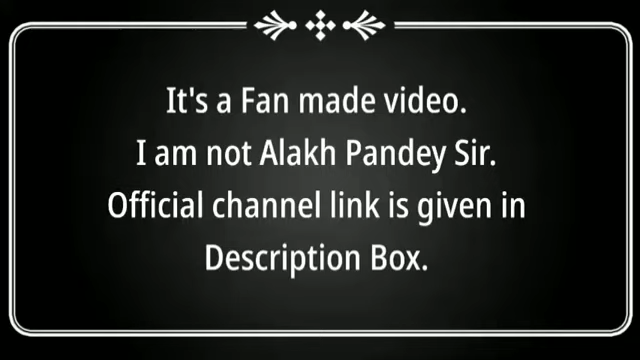 It's a Fan made video.
I am not Alakh Pandey Sir.
Official channel link is given in
Description Box.